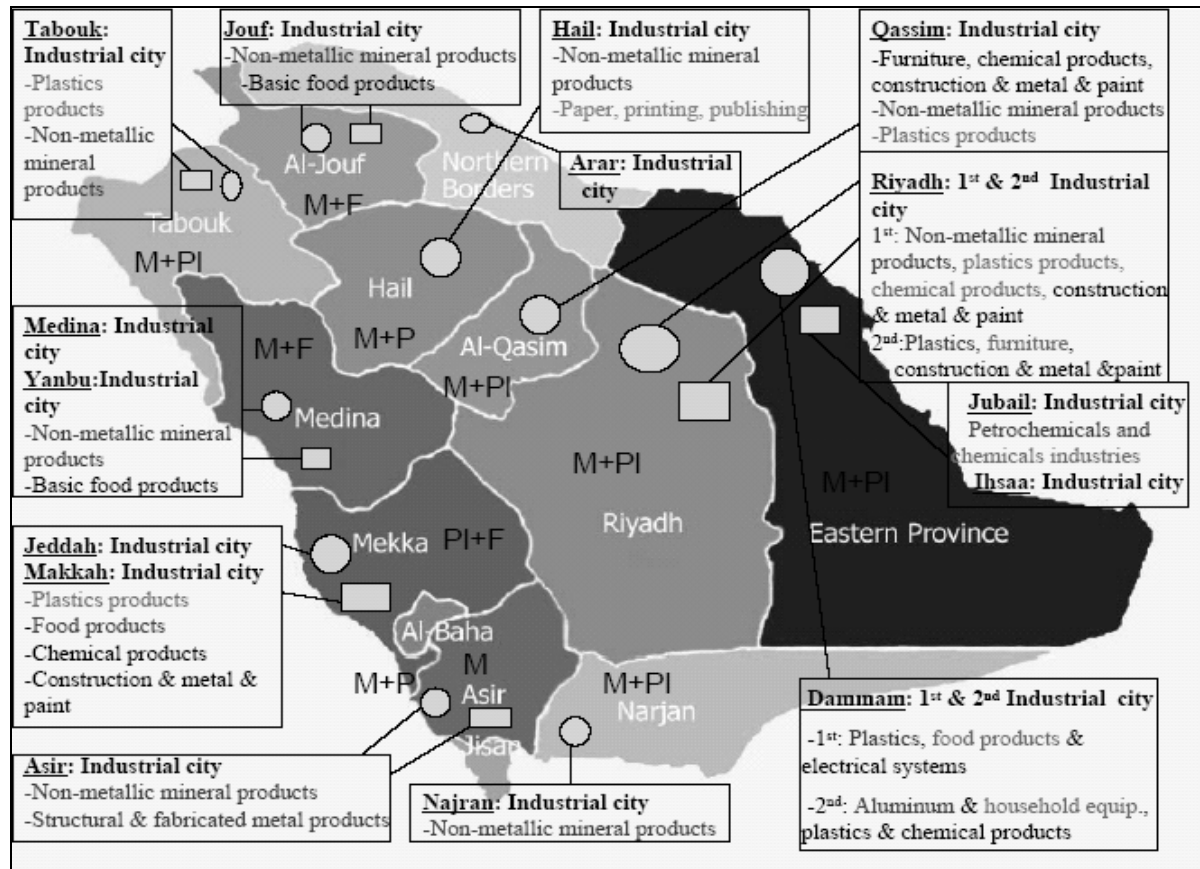 Tabouk:
Industrial city
-Plastics
products
-Non-metallic
mineral
products
Jouf: Industrial city
-Non-metallic mineral products
-Basic food products
Hail: Industrial city
-Non-metallic mineral
products
-Paper, printing, publishing
Qassim: Industrial city
-Furniture, chemical products,
construction & metal & paint
-Non-metallic mineral products
-Plastics products
Arar: Industrial
city
Riyadh: 1st & 2nd Industrial
city
1st: Non-metallic mineral
products, plastics products,
chemical products, construction
& metal & paint
2nd:Plastics, furniture,
construction & metal &paint
Al-Jouf
M+F
Northern
Borders
Tabouk
M+Pl
Hail
M+P
Al-Qasim
M+Pl
Medina: Industrial
city
Yanbu:Industrial
city
-Non-metallic mineral
products
-Basic food products
M+F
Medina
Jubail: Industrial city
Petrochemicals and
chemicals industries
Ihsaa: Industrial city
M+Pl
Riyadh
M+Pl
Eastern Province
Jeddah: Industrial city
Makkah: Industrial city
-Plastics products
-Food products
-Chemical products
-Construction & metal &
paint
Mekka
Pl+F
Al-Baha
M+P
M
Asir
Jisan
M+Pl
Narjan
Asir: Industrial city
-Non-metallic mineral products
-Structural & fabricated metal products
Najran: Industrial city
-Non-metallic mineral products
Dammam: 1st & 2nd Industrial city
-1st: Plastics, food products &
electrical systems
-2nd: Aluminum & household equip.,
plastics & chemical products